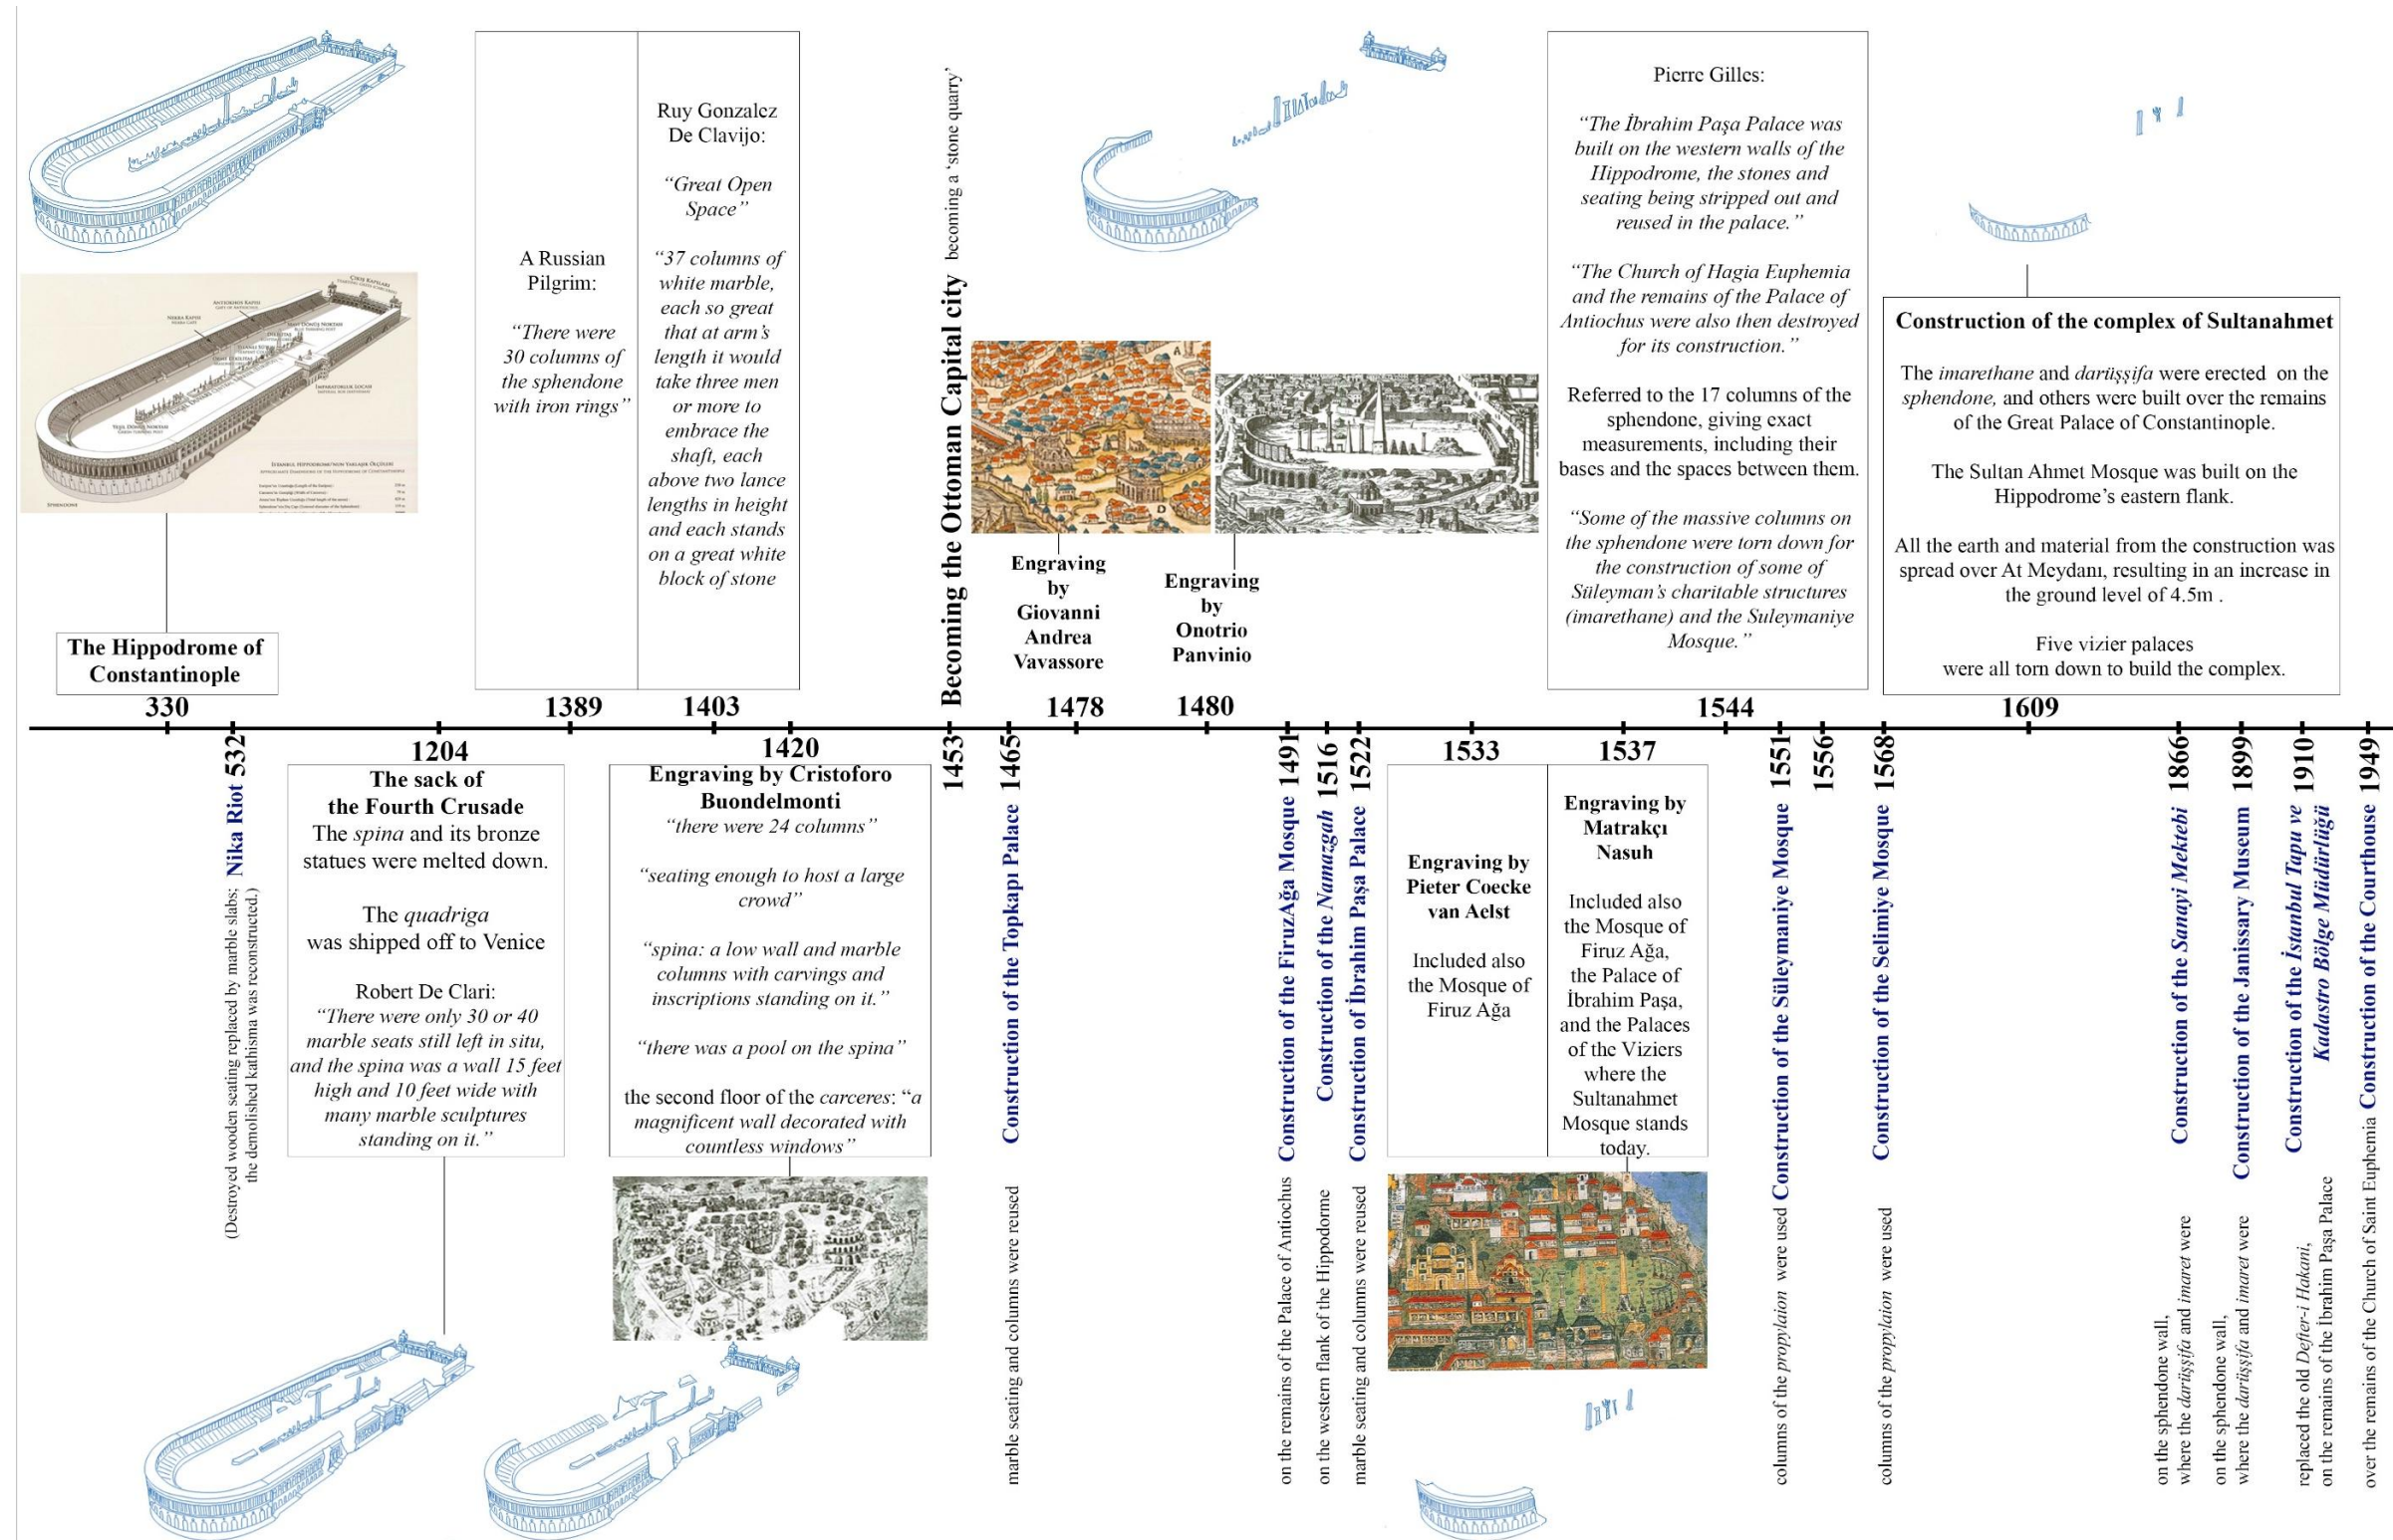 The Hippodrome of
Constantinople
330
Nika Riot 532
(Destroyed wooden seating replaced by marble slabs;
the demolished kathisma was reconstructed.)
1204
The sack of
the Fourth Crusade
The spina and its bronze
statues were melted down.
The quadriga
was shipped off to Venice
Robert De Clari:
“There were only 30 or 40
marble seats still left in situ,
and the spina was a wall 15 feet
high and 10 feet wide with
many marble sculptures
standing on it.”
A Russian
Pilgrim:
“There were
30 columns of
the sphendone
with iron rings”
1389
Ruy Gonzalez
De Clavijo:
“Great Open
Space”
“37 columns of
white marble,
each so great
that at arm’s
length it would
take three men
or more to
embrace the
shaft, each
above two lance
lengths in height
and each stands
on a great white
block of stone
1403
1420
Engraving by Cristoforo
Buondelmonti
“there were 24 columns”
“seating enough to host a large
crowd”
“spina: a low wall and marble
columns with carvings and
inscriptions standing on it.”
“there was a pool on the spina”
the second floor of the carceres: “a
magnificent wall decorated with
countless windows”
Becoming the Ottoman Capital city becoming a ‘stone quarry’
1453
Construction of the Topkapı Palace 1465
marble seating and columns were reused
Engraving
by
Giovanni
Andrea
Vavassore
1478
Engraving
by
Onotrio
Panvinio
1480
Construction of the FiruzAğa Mosque 1491
on the remains of the Palace of Antiochus
Construction of the Namazgah 1516
on the western flank of the Hippodorme
Construction of İbrahim Paşa Palace 1522
marble seating and columns were reused
1533
Engraving by
Pieter Coecke
van Aelst
Included also
the Mosque of
Firuz Ağa
1537
Engraving by
Matrakçı
Nasuh
Included also
the Mosque of
Firuz Ağa,
the Palace of
İbrahim Paşa,
and the Palaces
of the Viziers
where the
Sultanahmet
Mosque stands
today.
Pierre Gilles:
“The İbrahim Paşa Palace was
built on the western walls of the
Hippodrome, the stones and
seating being stripped out and
reused in the palace.”
“The Church of Hagia Euphemia
and the remains of the Palace of
Antiochus were also then destroyed
for its construction.”
Referred to the 17 columns of the
sphendone, giving exact
measurements, including their
bases and the spaces between them.
“Some of the massive columns on
the sphendone were torn down for
the construction of some of
Süleyman’s charitable structures
(imarethane) and the Suleymaniye
Mosque.”
1544
Construction of the Süleymaniye Mosque 1551
columns of the propylaion were used
1556
Construction of the Selimiye Mosque 1568
columns of the propylaion were used
Construction of the complex of Sultanahmet
The imarethane and darüşşifa were erected on the
sphendone, and others were built over the remains
of the Great Palace of Constantinople.
The Sultan Ahmet Mosque was built on the
Hippodrome’s eastern flank.
All the earth and material from the construction was
spread over At Meydanı, resulting in an increase in
the ground level of 4.5m .
Five vizier palaces
were all torn down to build the complex.
1609
Construction of the Sanayi Mektebi 1866
on the sphendone wall,
where the darüşşifa and imaret were
Construction of the Janissary Museum 1899
on the sphendone wall,
where the darüşşifa and imaret were
Construction of the İstanbul Tapu ve 1910
Kadastro Bölge Müdürlüğü
replaced the old Defter-i Hakani,
on the remains of the İbrahim Paşa Palace
Construction of the Courthouse 1949
over the remains of the Church of Saint Euphemia